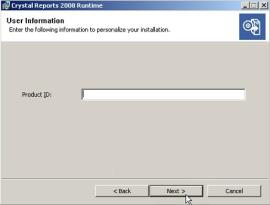 Crystal Reports 2008 Runtime
User Information
Enter the following information to personalize your installation.
Product ID:
< Back
Next >
Cancel